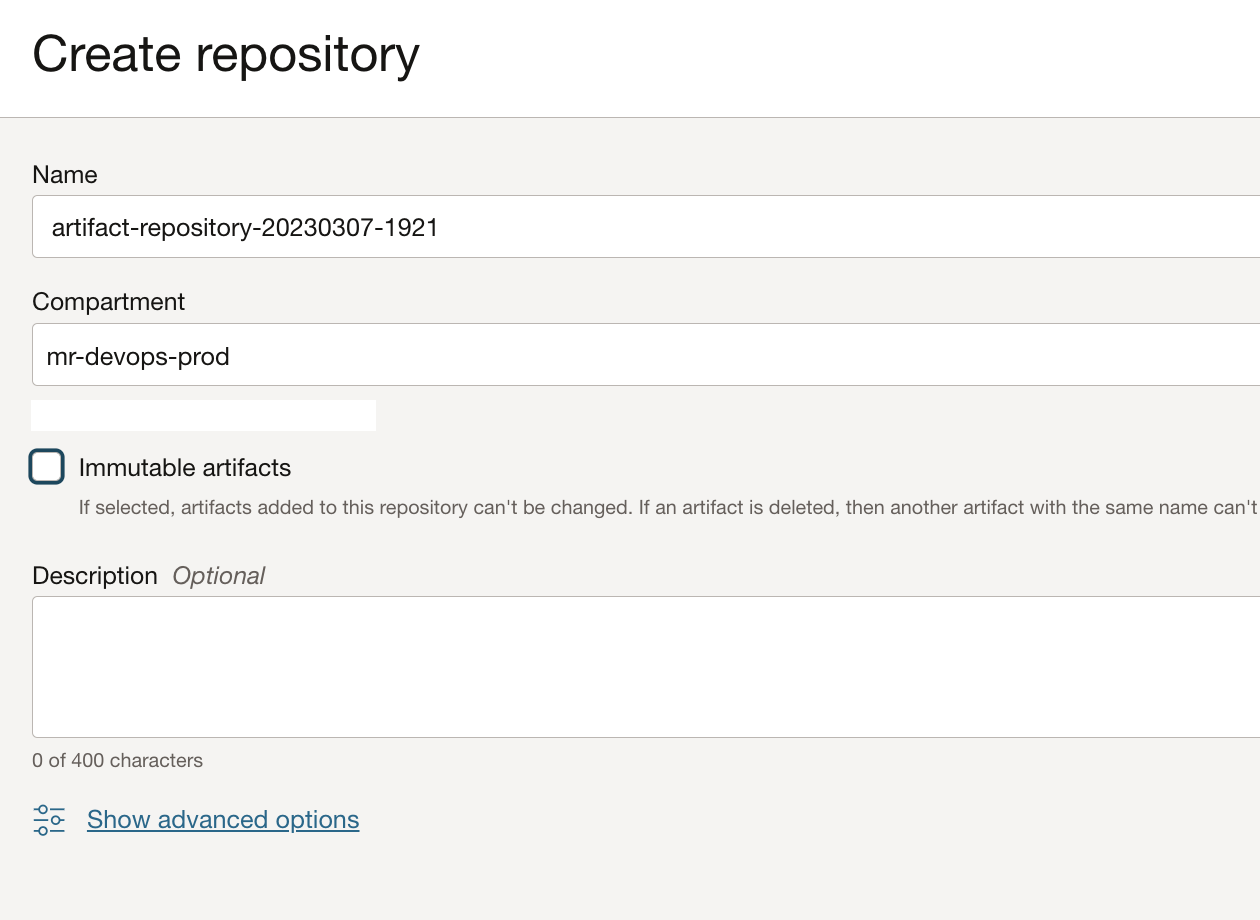 Create repository
Name
artifact-repository-20230307-1921
Compartment
mr-devops-prod
Immutable artifacts
If selected, artifacts added to this repository can't be changed. If an artifact is deleted, then another artifact with the same name can't
Description Optional
0 of 400 characters
Show advanced options